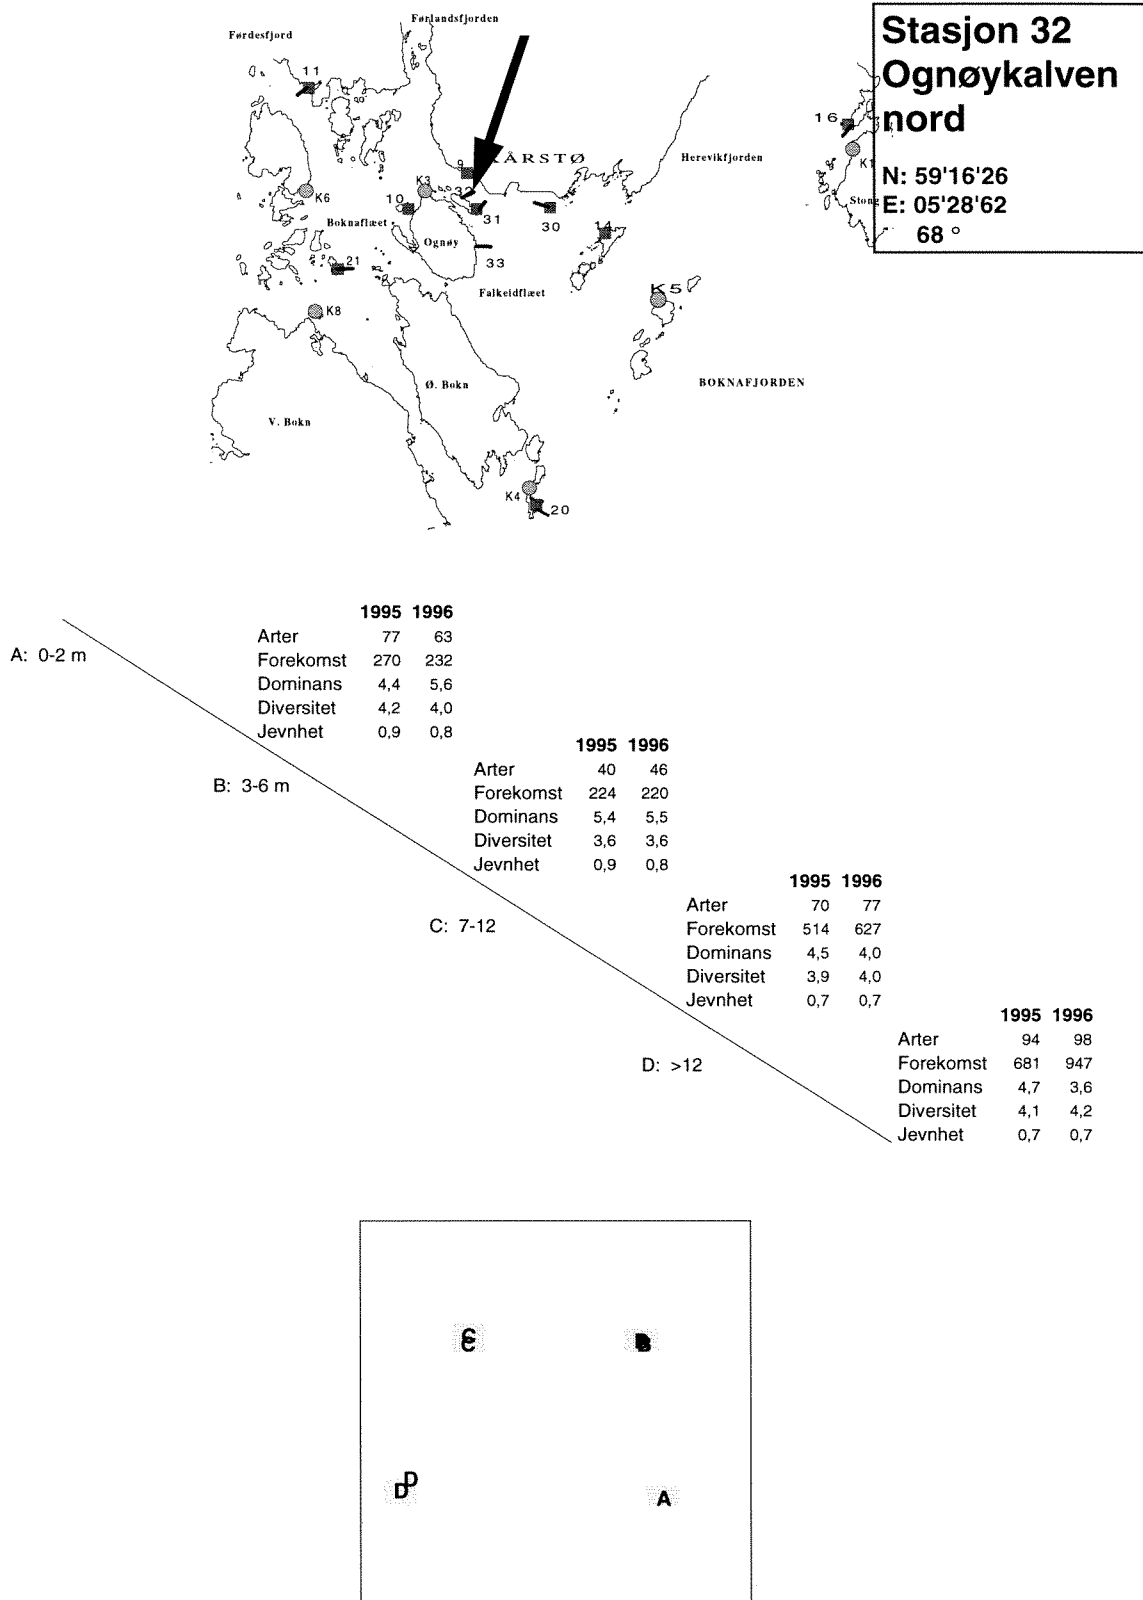 Førlandsfjorden
Førdesfjord
Stasjon 32
Ognøykalven
nord
N: 59'16'26
E: 05'28'62
68 °
11
16
9
KÅRSTØ
Herevikfjorden
K1
K3
K6
32
10
31
30
14
Stong
Boknaflæet
Ognøy
33
21
Falkeidflæet
K5
K8
Ø. Bokn
BOKNAFJORDEN
V. Bokn
K4
20
1995 1996
Arter 77 63
A: 0-2 m
Forekomst 270 232
Dominans 4,4 5,6
Diversitet 4,2 4,0
Jevnhet 0,9 0,8
1995 1996
Arter 40 46
B: 3-6 m
Forekomst 224 220
Dominans 5,4 5,5
Diversitet 3,6 3,6
Jevnhet 0,9 0,8
1995 1996
Arter 70 77
C: 7-12
Forekomst 514 627
Dominans 4,5 4,0
Diversitet 3,9 4,0
Jevnhet 0,7 0,7
1995 1996
Arter 94 98
D: >12
Forekomst 681 947
Dominans 4,7 3,6
Diversitet 4,1 4,2
Jevnhet 0,7 0,7
C
C
B
B
D
D
A